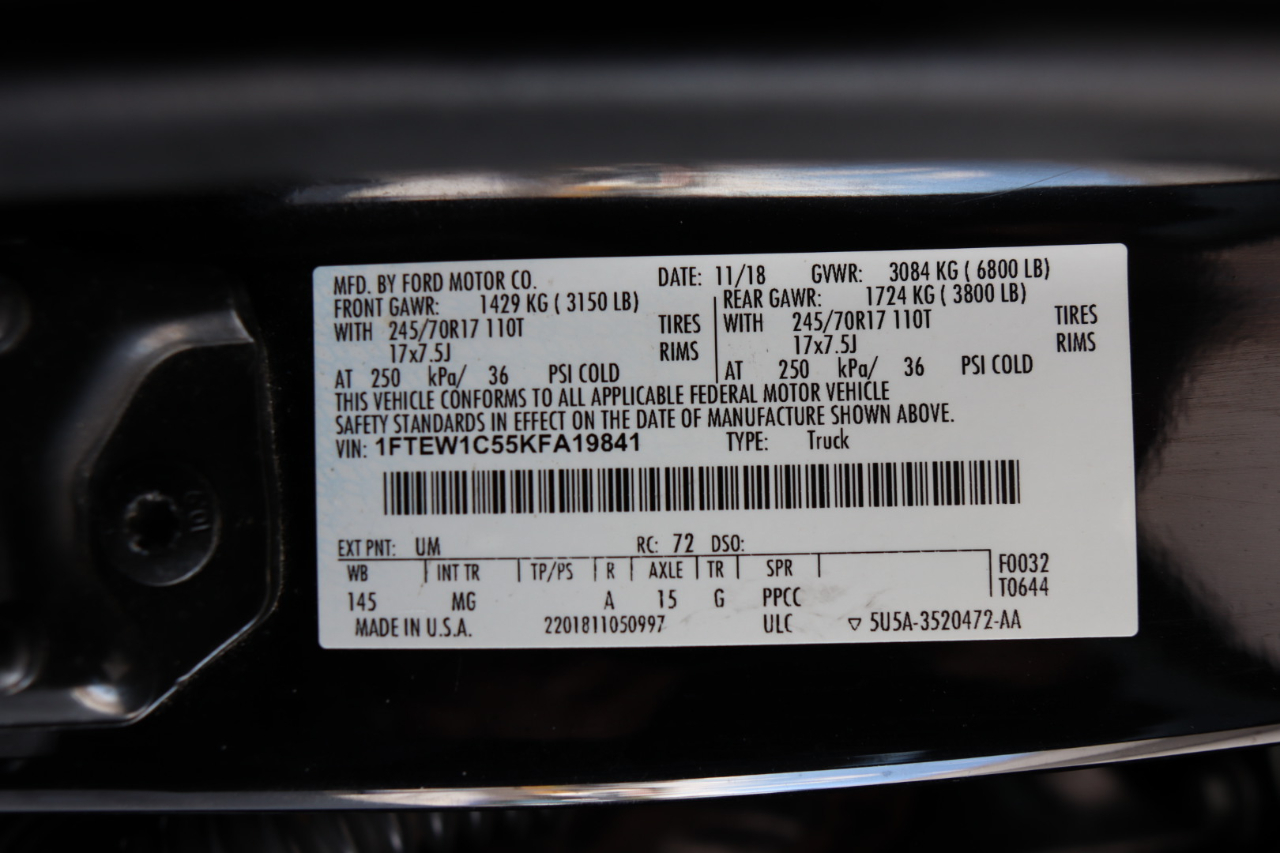 MFD. BY FORD MOTOR CO. DATE: 11/18 GVWR: 3084 KG ( 6800 LB)
FRONT GAWR: 1429 KG ( 3150 LB) REAR GAWR: 1724 KG ( 3800 LB)
WITH 245/70R17 110T TIRES WITH 245/70R17 110T TIRES
17x7.5J RIMS 17x7.5J RIMS
AT 250 kPa/ 36 PSI COLD AT 250 kPa/ 36 PSI COLD
THIS VEHICLE CONFORMS TO ALL APPLICABLE FEDERAL MOTOR VEHICLE
SAFETY STANDARDS IN EFFECT ON THE DATE OF MANUFACTURE SHOWN ABOVE.
VIN: 1FTEW1C55KFA19841 TYPE: Truck
EXT PNT: UM RC: 72 DSO:
WB INT TR TP/PS R AXLE TR SPR F0032
T0644
145 MG A 15 G PPCC
MADE IN U.S.A. 2201811050997 ULC ▽ 5U5A-3520472-AA